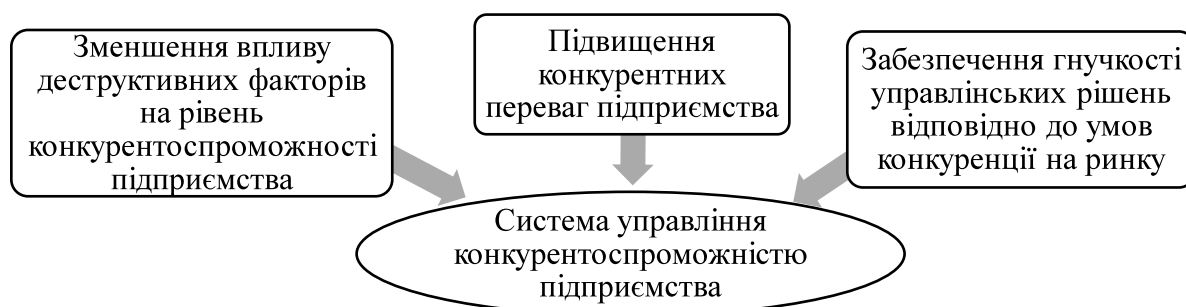 Зменшення впливу
деструктивних факторів
на рівень
конкурентоспроможності
підприємства
Підвищення
конкурентних
переваг підприємства
Забезпечення гнучкості
управлінських рішень
відповідно до умов
конкуренції на ринку
Система управління
конкурентоспроможністю
підприємства